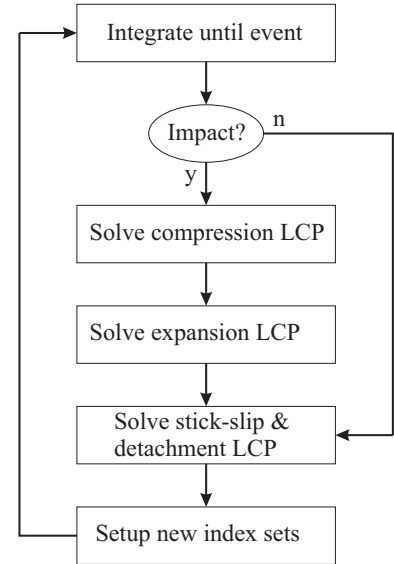 Integrate until event
Impact?
n
y
Solve compression LCP
Solve expansion LCP
Solve stick-slip &
detachment LCP
Setup new index sets